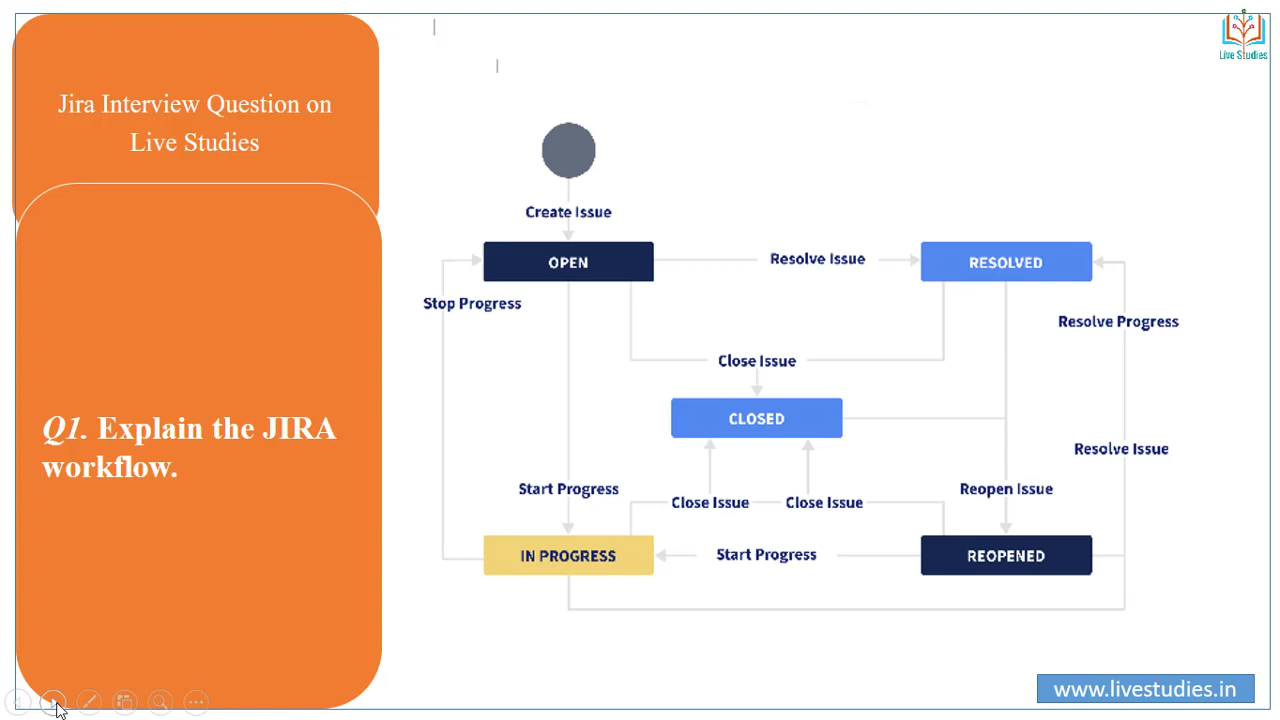 Jira Interview Question on
Live Studies
Q1. Explain the JIRA
workflow.
Live Studies
Create Issue
OPEN
Resolve Issue
RESOLVED
Stop Progress
Resolve Progress
Close Issue
CLOSED
Resolve Issue
Start Progress
Close Issue
Close Issue
Reopen Issue
IN PROGRESS
Start Progress
REOPENED
www.livestudies.in